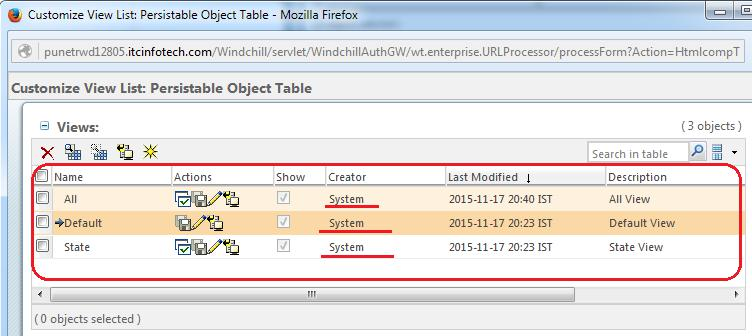 Customize View List: Persistable Object Table - Mozilla Firefox
punetrwd12805.itcinfotech.com/Windchill/servlet/WindchillAuthGW/wt.enterprise.URLProcessor/processForm?Action=HtmlcompT
Customize View List: Persistable Object Table
Views: ( 3 objects )
Search in table
Name Actions Show Creator Last Modified Description
All System 2015-11-17 20:40 IST All View
Default System 2015-11-17 20:23 IST Default View
State System 2015-11-17 20:23 IST State View
( 0 objects selected )